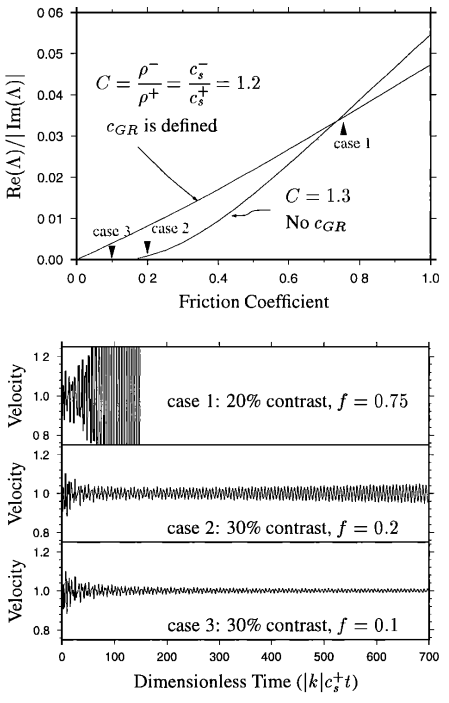 0.06
0.05
0.04
0.03
0.02
0 01
0.00
Re(Λ)/|Im(Λ)|
C = ρ⁻/ρ⁺ = cₛ⁻/cₛ⁺ = 1.2
c_GR is defined
case 1
C = 1.3
No c_GR
case 3
case 2
0 0 0.2 0.4 0.6 0.8 1.0
Friction Coefficient
1.2
1.0
0.8
Velocity
case 1: 20% contrast, f = 0.75
1.2
1.0
0.8
Velocity
case 2: 30% contrast, f = 0.2
1.2
1.0
0.8
Velocity
case 3: 30% contrast, f = 0.1
0 100 200 300 400 500 600 700
Dimensionless Time (|k|cₛ⁺t)